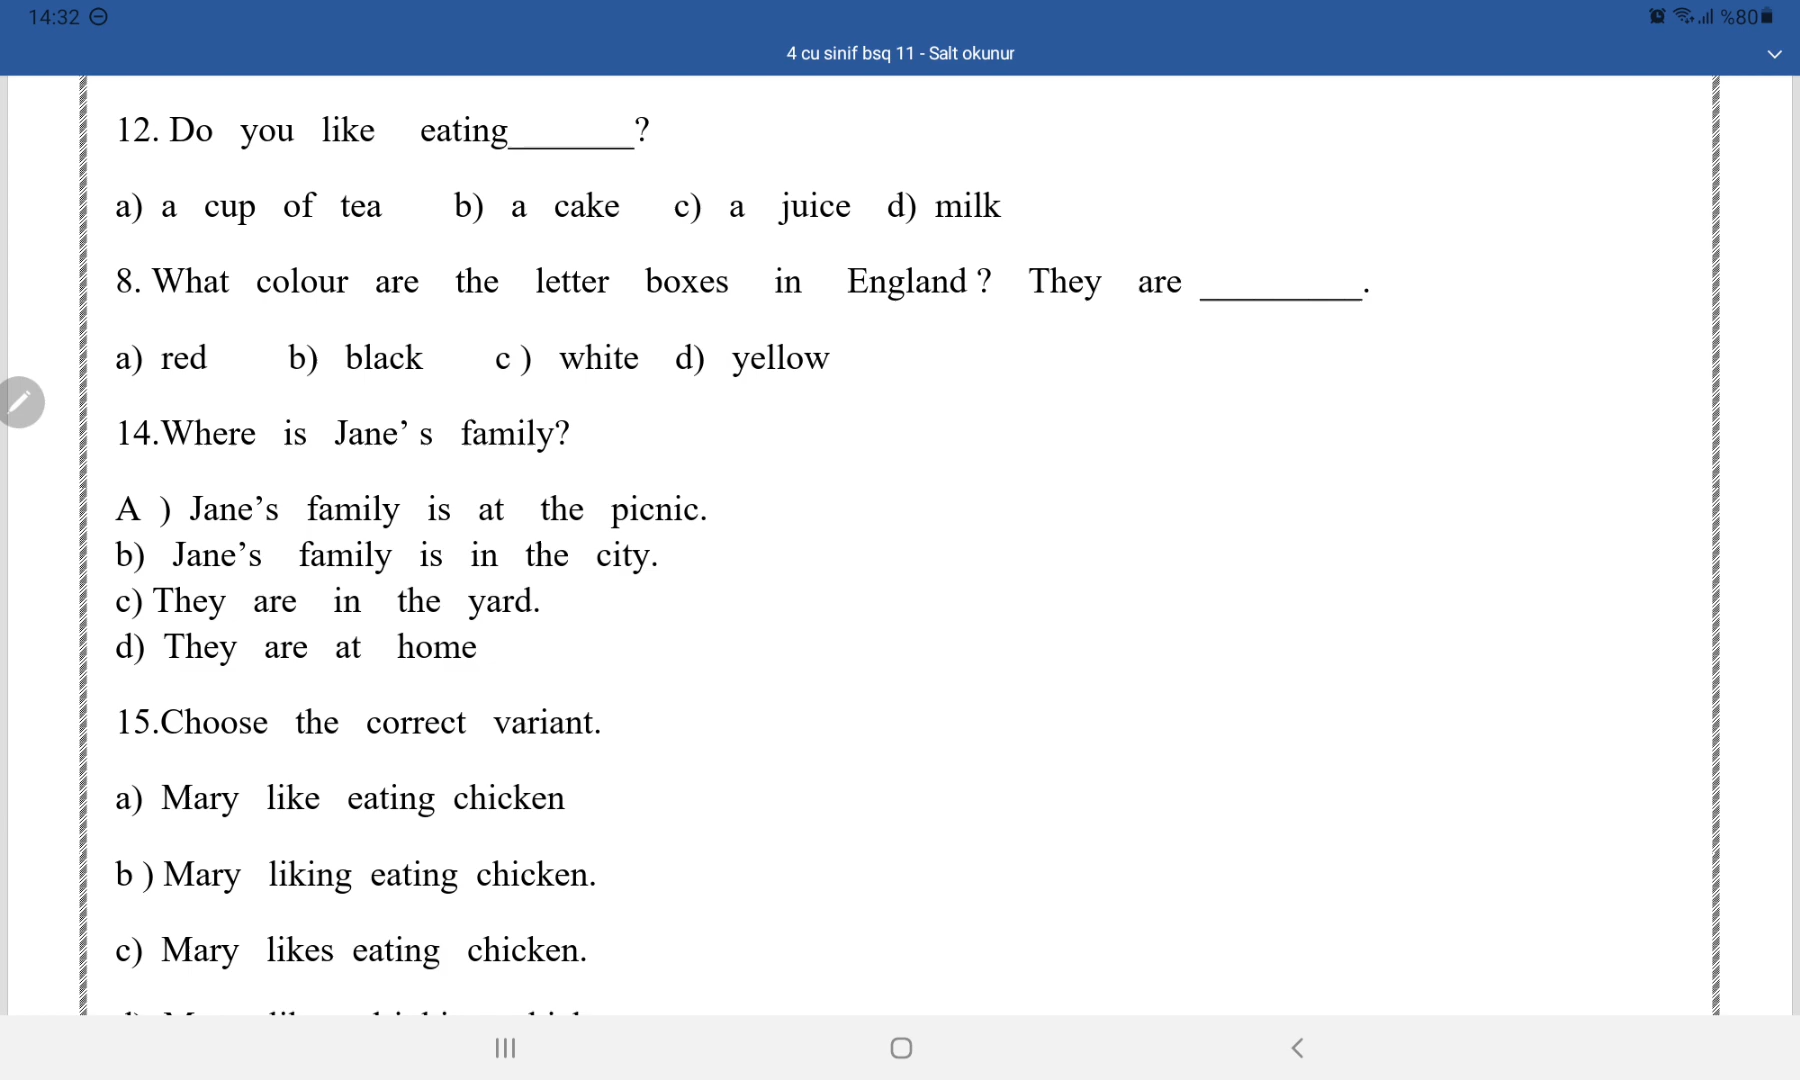 14:32
%80
4 cu sinif bsq 11 - Salt okunur
12. Do you like eating_______?
a) a cup of tea b) a cake c) a juice d) milk
8. What colour are the letter boxes in England ? They are _________.
a) red b) black c ) white d) yellow
14.Where is Jane’ s family?
A ) Jane’s family is at the picnic.
b) Jane’s family is in the city.
c) They are in the yard.
d) They are at home
15.Choose the correct variant.
a) Mary like eating chicken
b ) Mary liking eating chicken.
c) Mary likes eating chicken.